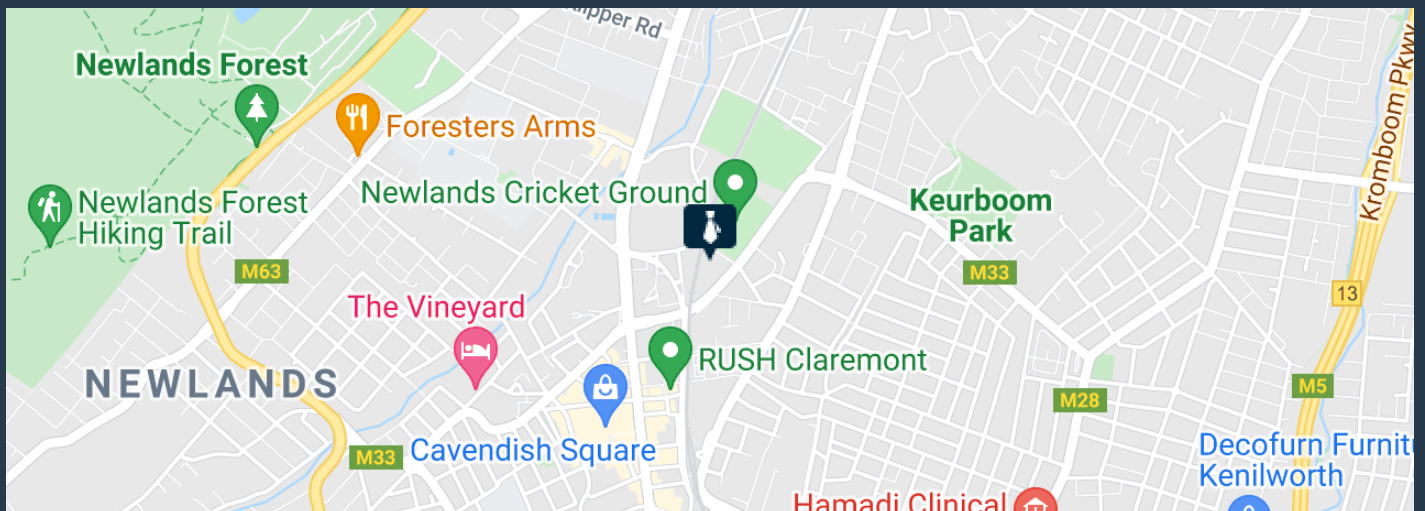 Rd
Newlands Forest
Foresters Arms
Kromboom Pkwy
Newlands Cricket Ground
Newlands Forest
Hiking Trail
Keurboom
Park
M63
M33
13
The Vineyard
RUSH Claremont
NEWLANDS
M5
M28
Cavendish Square
M33
Decofurn
Kenilworth
Hamadi Clinical